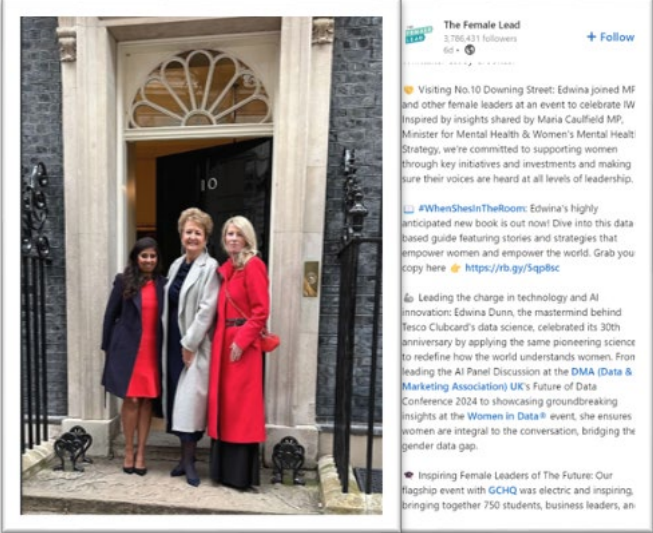 10
THE
FEMALE
LEAD
The Female Lead
3,786,431 followers
6d •
+ Follow
Visiting No.10 Downing Street: Edwina joined MP
and other female leaders at an event to celebrate IW
Inspired by insights shared by Maria Caulfield MP,
Minister for Mental Health & Women's Mental Healt
Strategy, we're committed to supporting women
through key initiatives and investments and making
sure their voices are heard at all levels of leadership.
#WhenShesInTheRoom: Edwina's highly
anticipated new book is out now! Dive into this data
based guide featuring stories and strategies that
empower women and empower the world. Grab you
copy here 👉 https://rb.gy/5qp8sc
Leading the charge in technology and AI
innovation: Edwina Dunn, the mastermind behind
Tesco Clubcard's data science, celebrated its 30th
anniversary by applying the same pioneering science
to redefine how the world understands women. Fron
leading the AI Panel Discussion at the DMA (Data &
Marketing Association) UK's Future of Data
Conference 2024 to showcasing groundbreaking
insights at the Women in Data® event, she ensures
women are integral to the conversation, bridging the
gender data gap.
🎓 Inspiring Female Leaders of The Future: Our
flagship event with GCHQ was electric and inspiring,
bringing together 750 students, business leaders, an